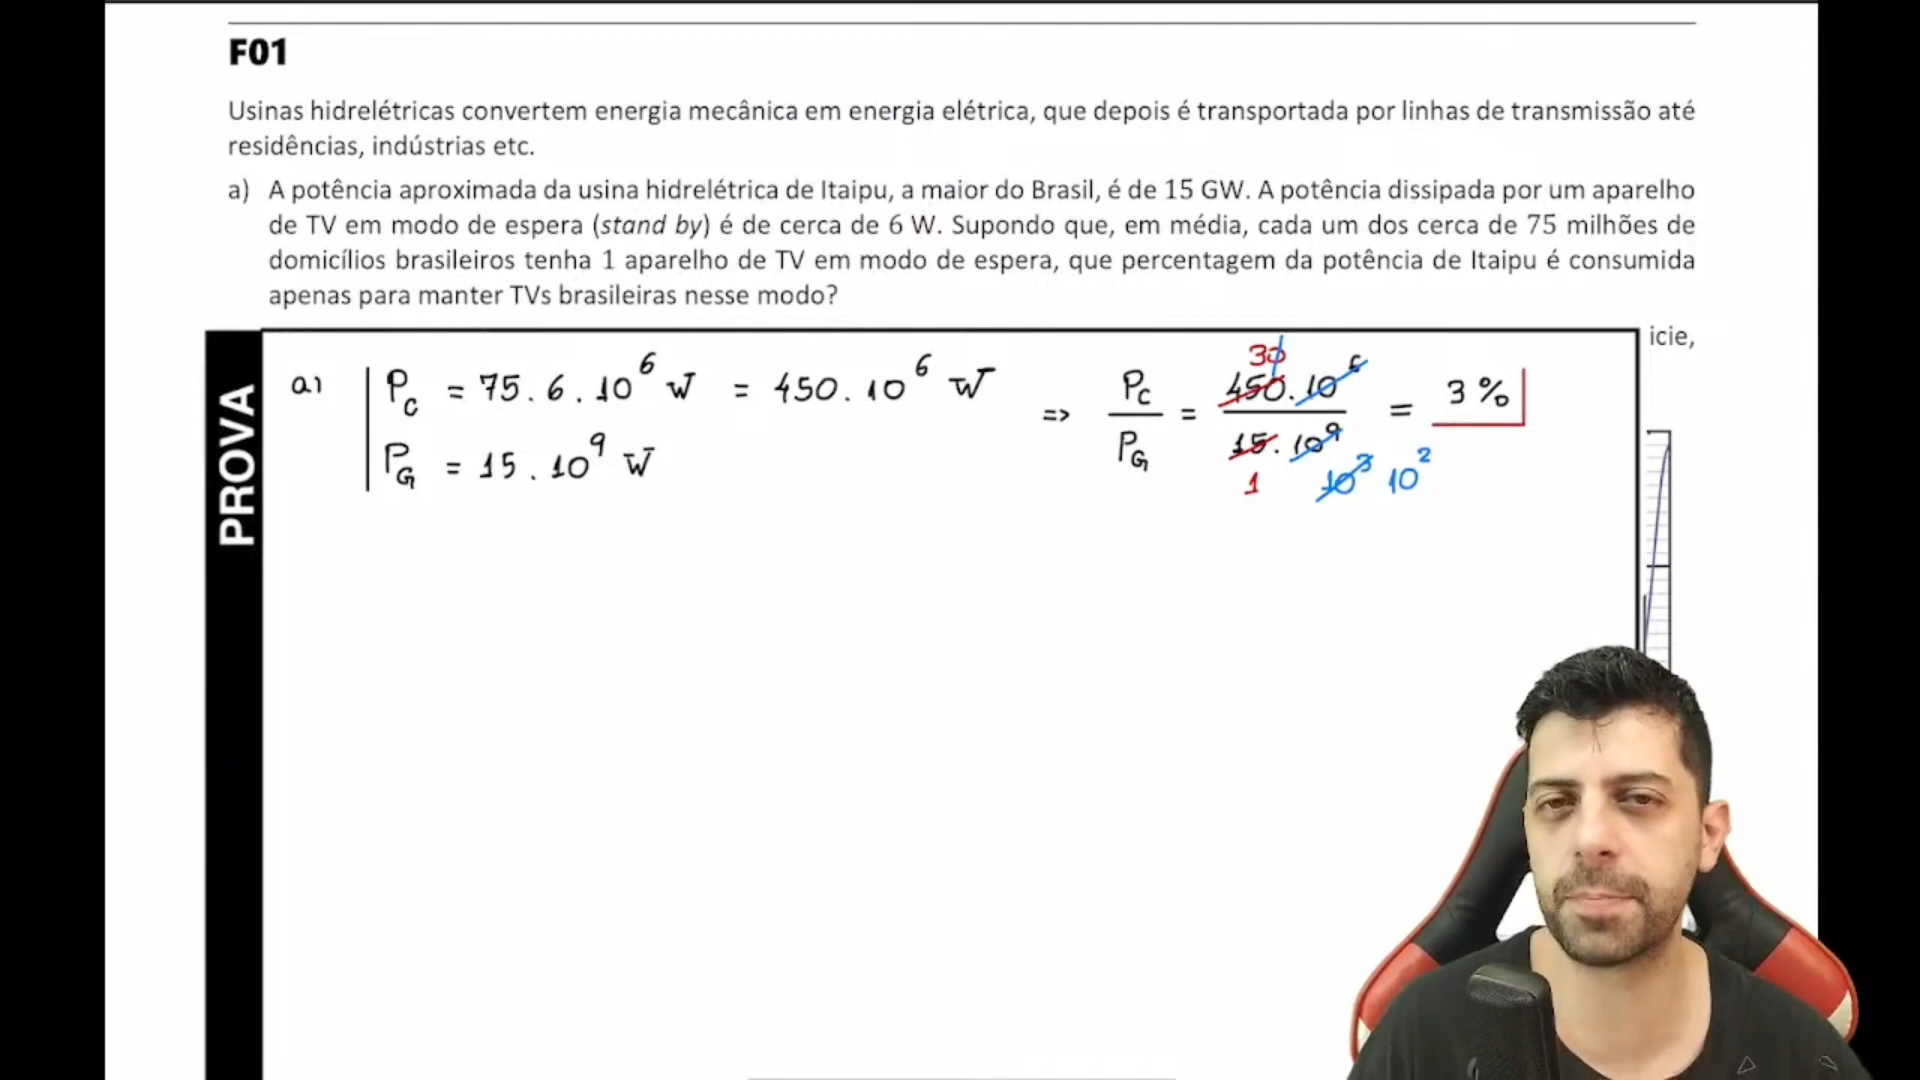 F01
Usinas hidrelétricas convertem energia mecânica em energia elétrica, que depois é transportada por linhas de transmissão até
residências, indústrias etc.
a) A potência aproximada da usina hidrelétrica de Itaipu, a maior do Brasil, é de 15 GW. A potência dissipada por um aparelho
de TV em modo de espera (stand by) é de cerca de 6 W. Supondo que, em média, cada um dos cerca de 75 milhões de
domicílios brasileiros tenha 1 aparelho de TV em modo de espera, que percentagem da potência de Itaipu é consumida
apenas para manter TVs brasileiras nesse modo?
icie,
PROVA
a) P_C = 75 . 6 . 10^6 W = 450 . 10^6 W
P_G = 15 . 10^9 W
=> P_C / P_G = 450 . 10^6 / 15 . 10^9 = 3 %
30
1 10^3 10^2